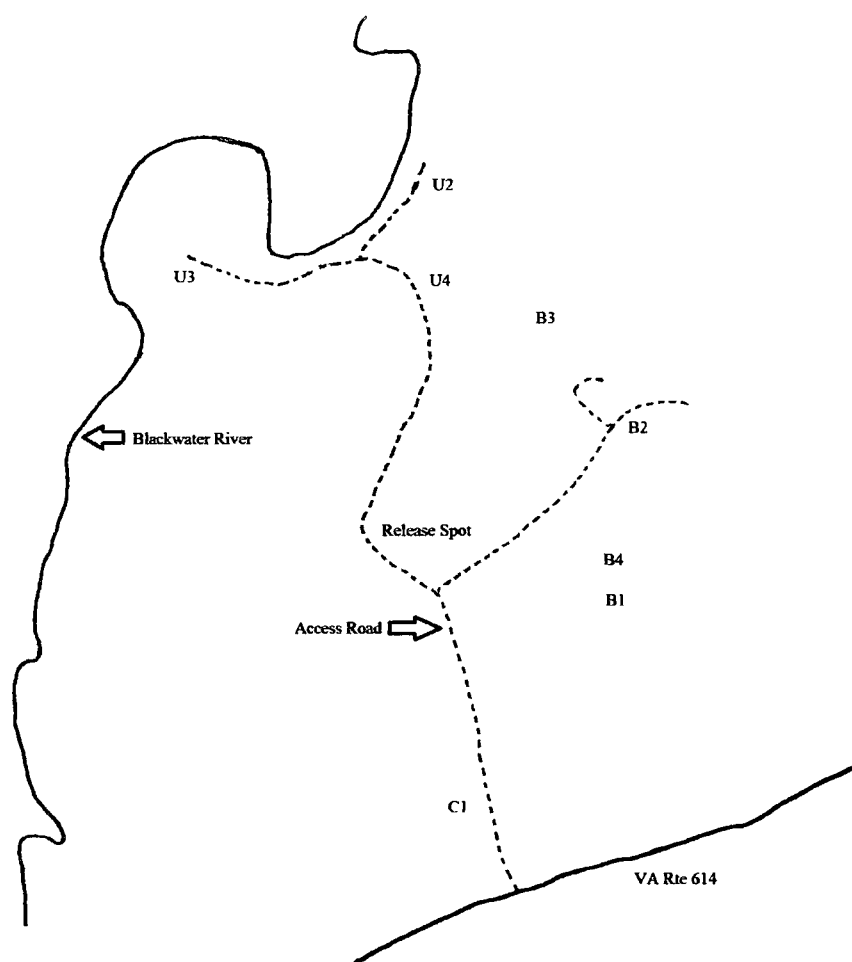 U2
U3
U4
B3
B2
Blackwater River
Release Spot
B4
B1
Access Road
C1
VA Rte 614